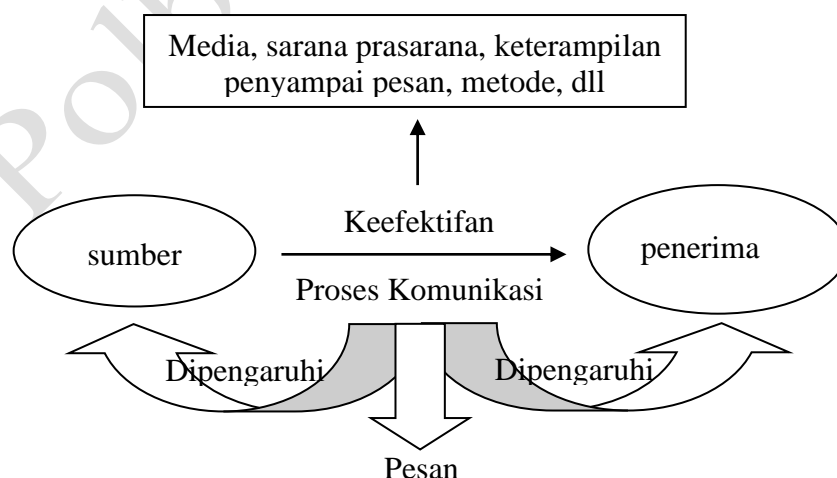 Media, sarana prasarana, keterampilan
penyampai pesan, metode, dll
Keefektifan
sumber
penerima
Proses Komunikasi
Dipengaruhi
Dipengaruhi
Pesan